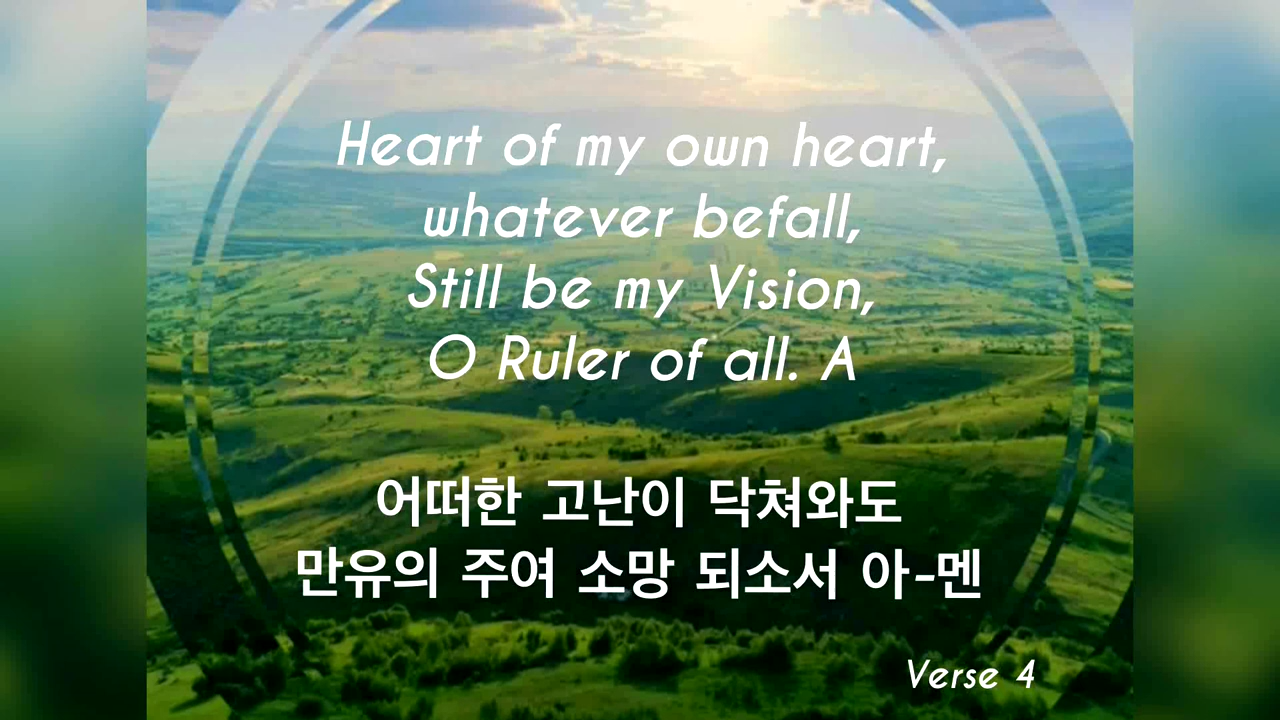 Heart of my own heart,
whatever befall,
Still be my Vision,
O Ruler of all. A
어떠한 고난이 닥쳐와도
만유의 주여 소망 되소서 아-멘
Verse 4